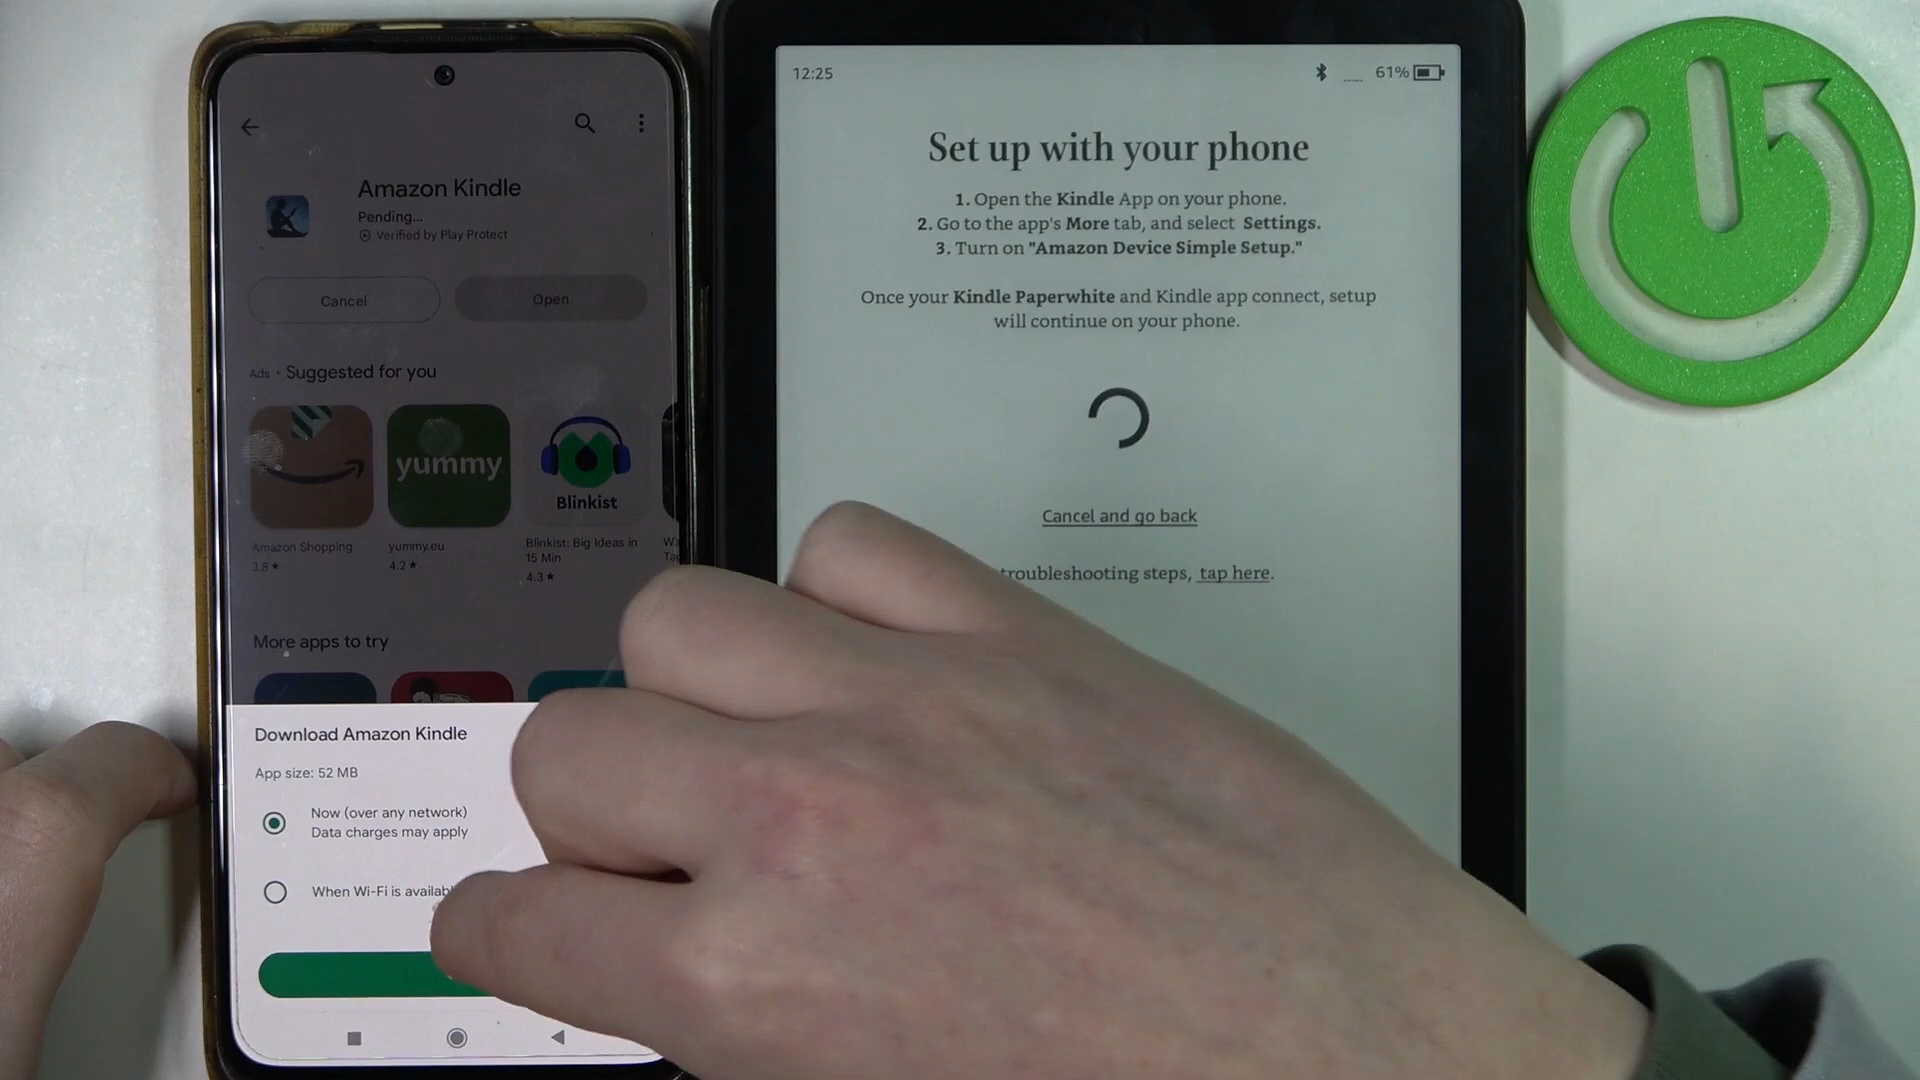 Amazon Kindle
Pending...
Verified by Play Protect
Cancel
Open
Ads · Suggested for you
yummy
Blinkist
Amazon Shopping
3.8 ★
yummy.eu
4.2 ★
Blinkist: Big Ideas in
15 Min
4.3 ★
More apps to try
Download Amazon Kindle
App size: 52 MB
Now (over any network)
Data charges may apply
When Wi-Fi is
12:25
61%
Set up with your phone
1. Open the Kindle App on your phone.
2. Go to the app's More tab, and select Settings.
3. Turn on "Amazon Device Simple Setup."
Once your Kindle Paperwhite and Kindle app connect, setup
will continue on your phone.
Cancel and go back
steps, tap here.